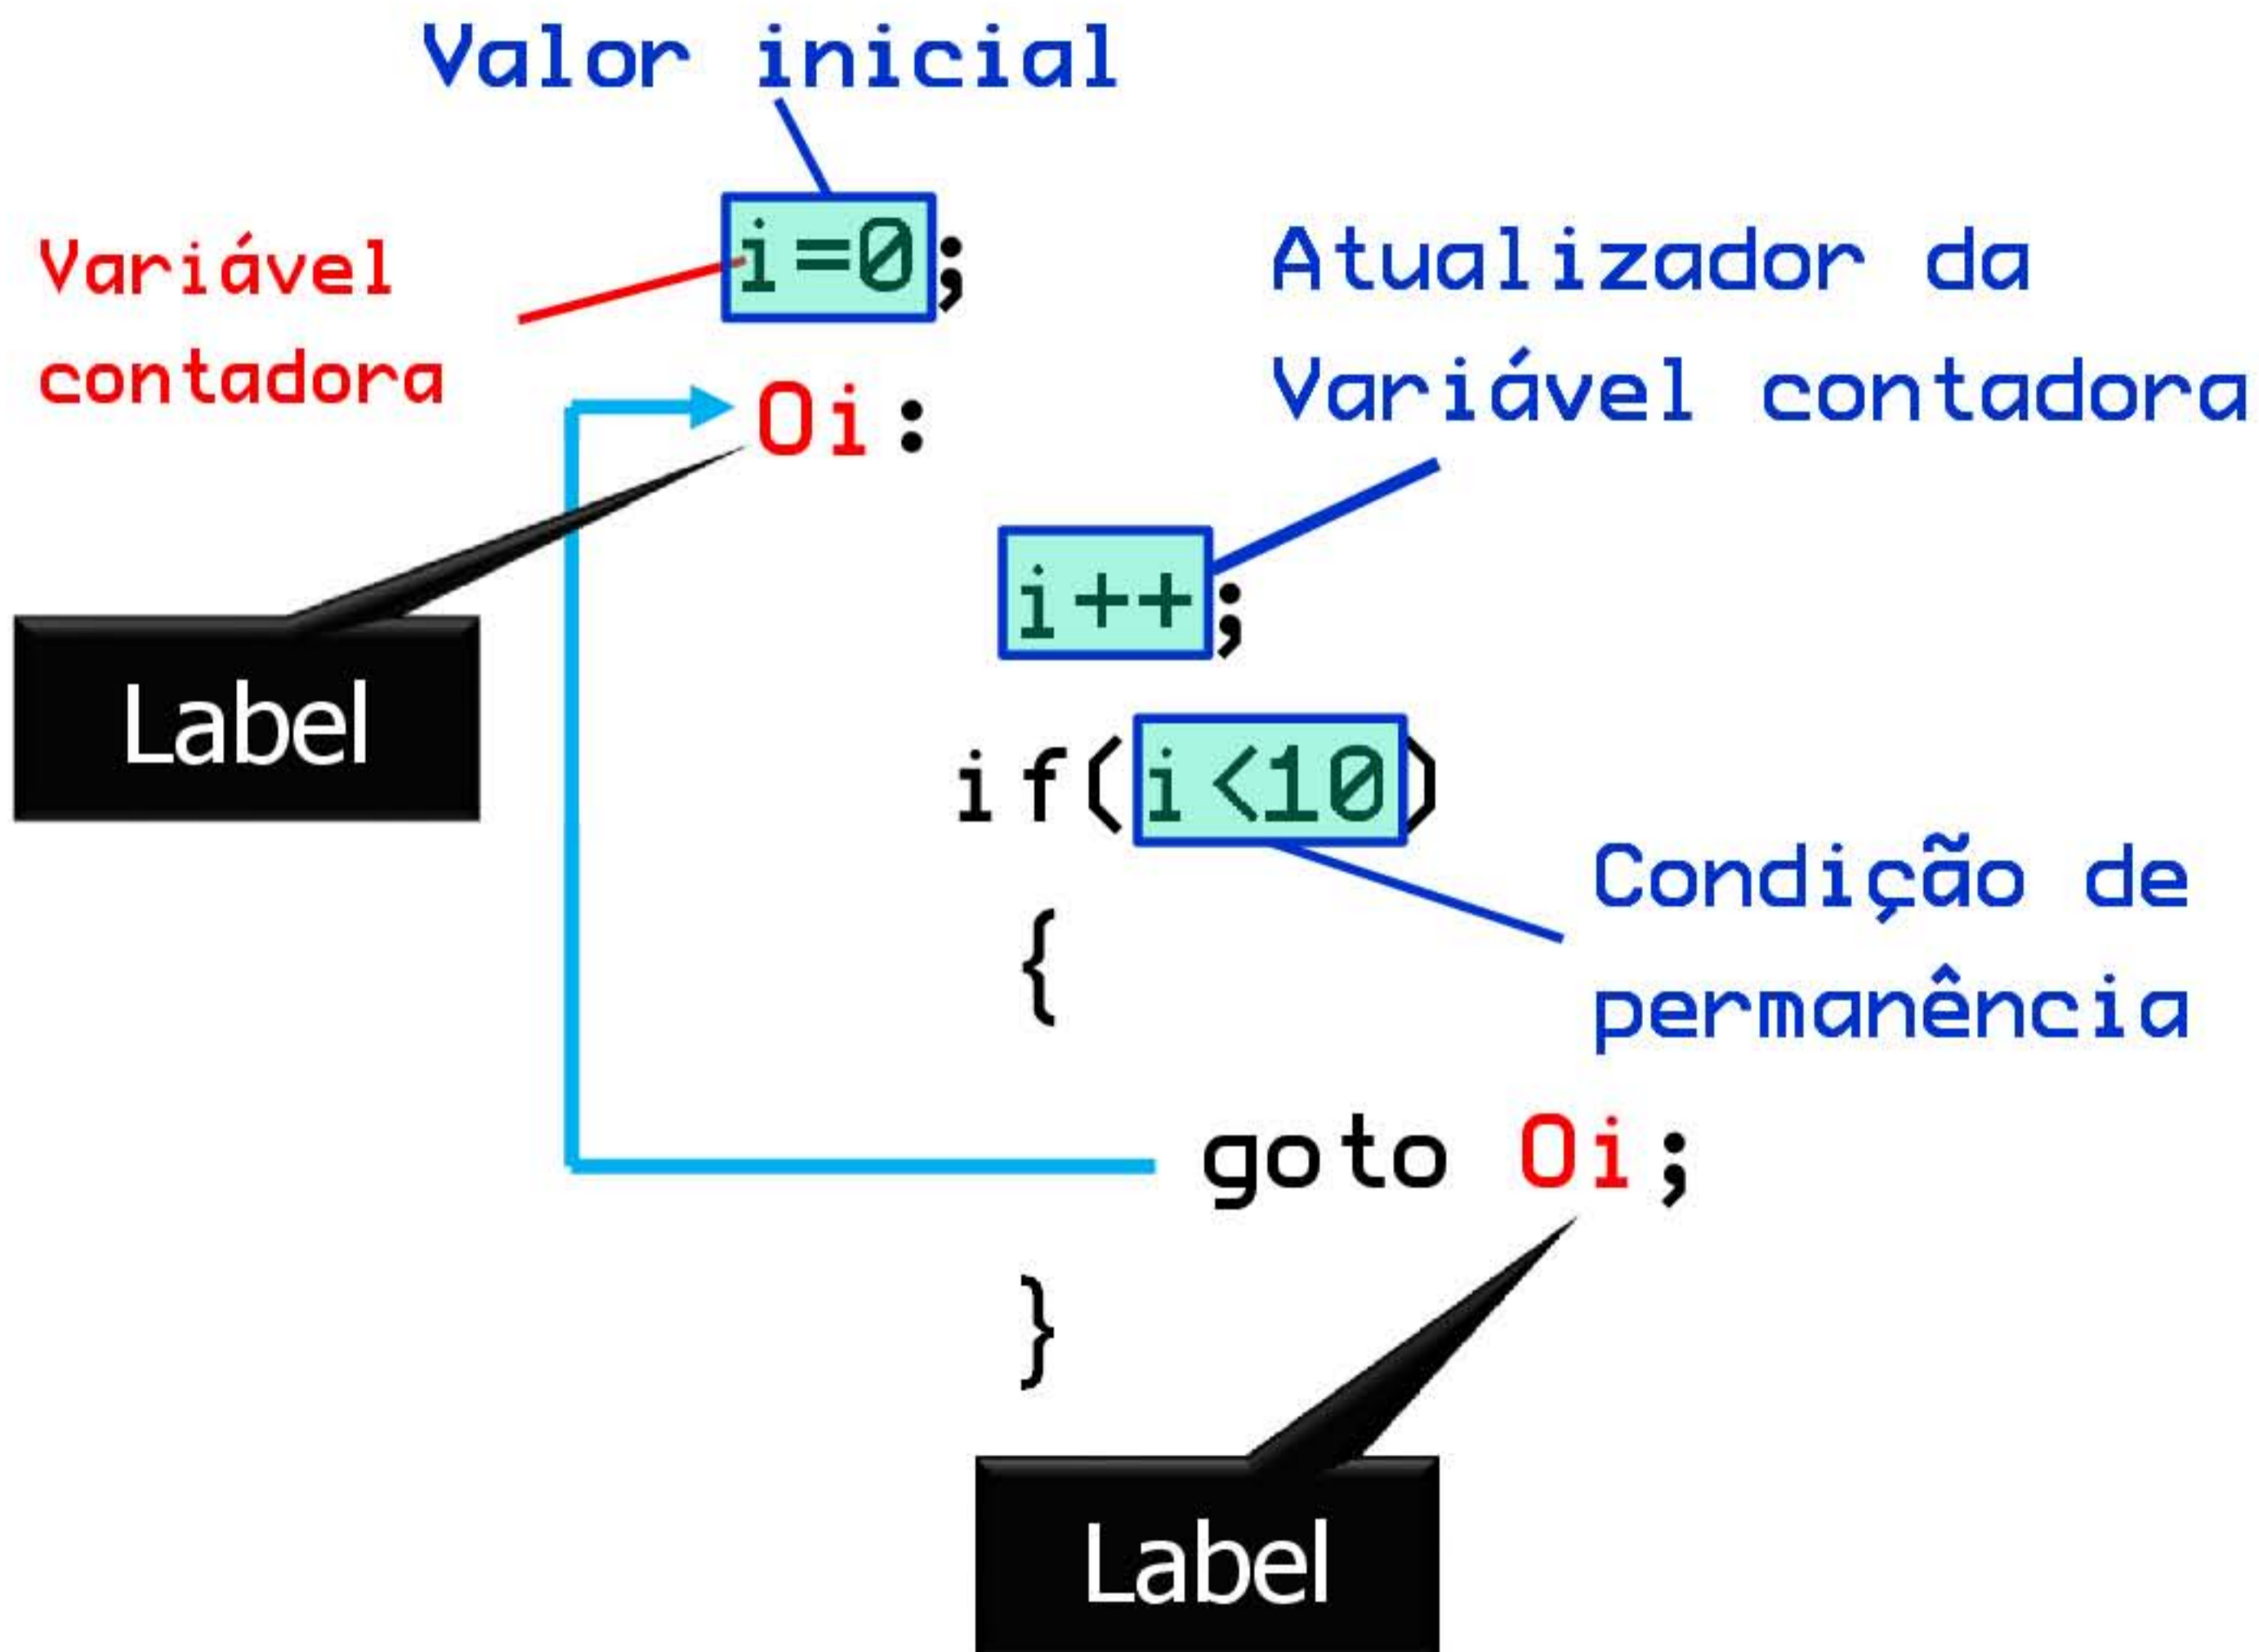 Valor inicial
i=0;
Variável
contadora
Atualizador da
Variável contadora
Oi:
i++;
Label
if(i<10)
Condição de
permanência
{
goto Oi;
}
Label